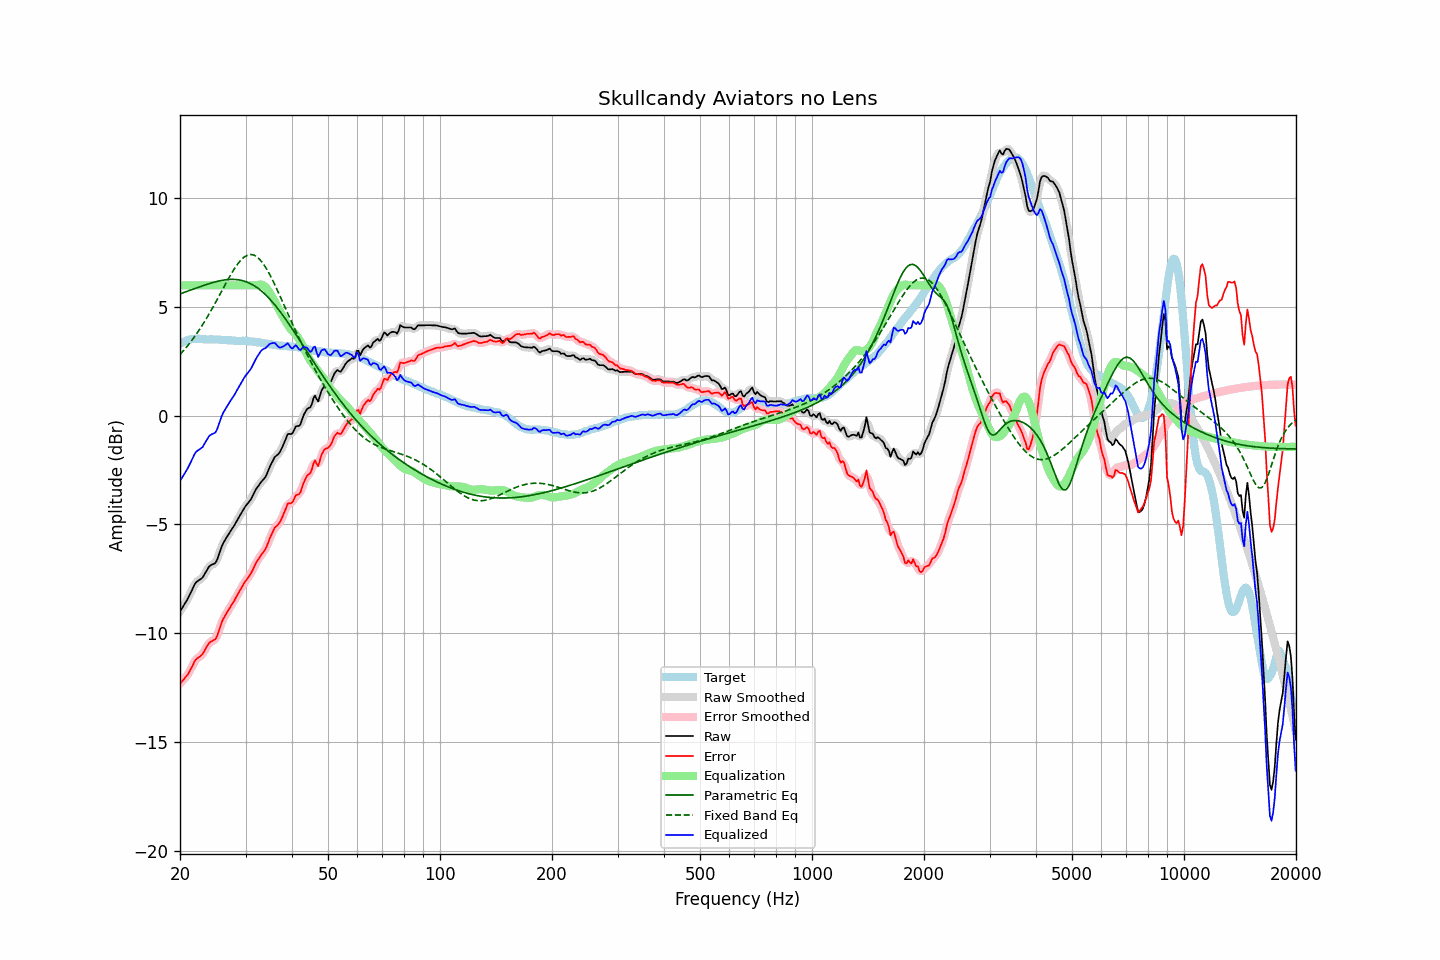 Skullcandy Aviators no Lens
Amplitude (dBr)
10
5
0
−5
−10
−15
−20
Target
Raw Smoothed
Error Smoothed
Raw
Error
Equalization
Parametric Eq
Fixed Band Eq
Equalized
20 50 100 200 500 1000 2000 5000 10000 20000
Frequency (Hz)